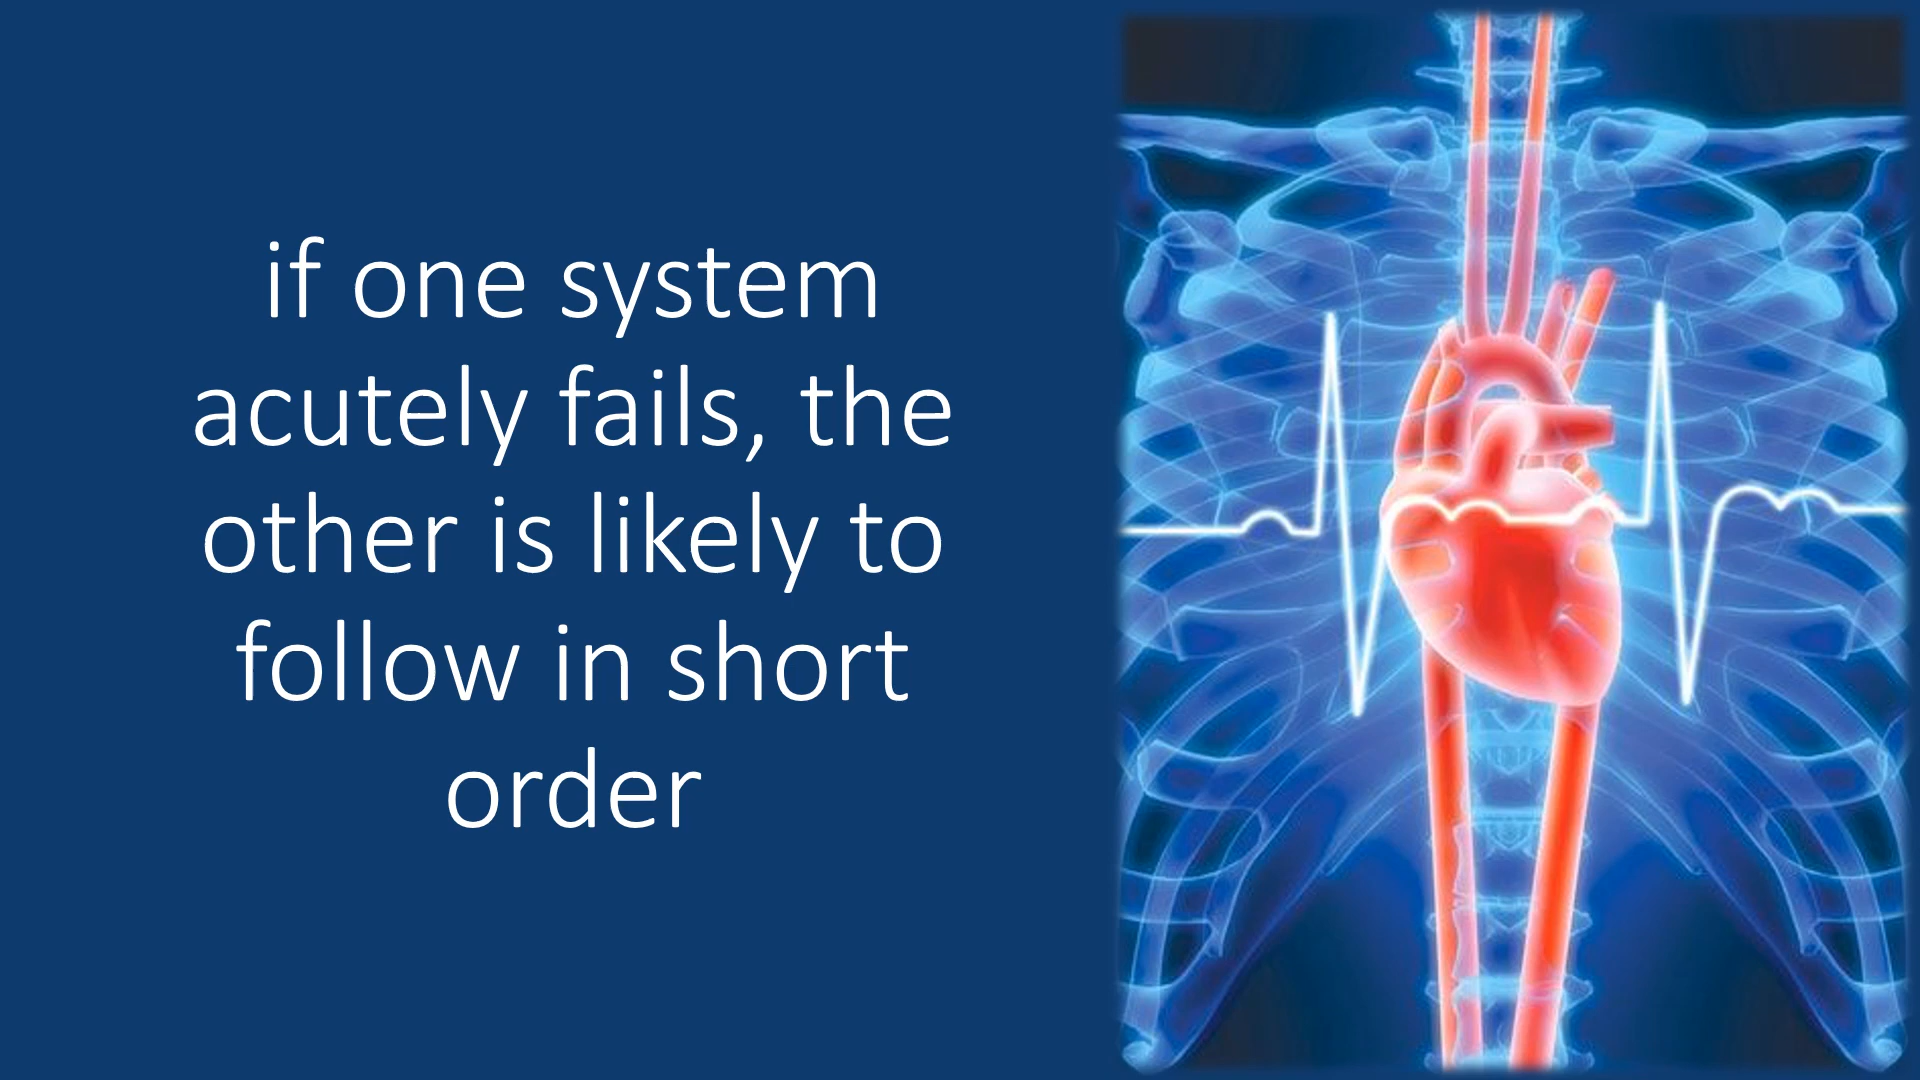 if one system
acutely fails, the
other is likely to
follow in short
order